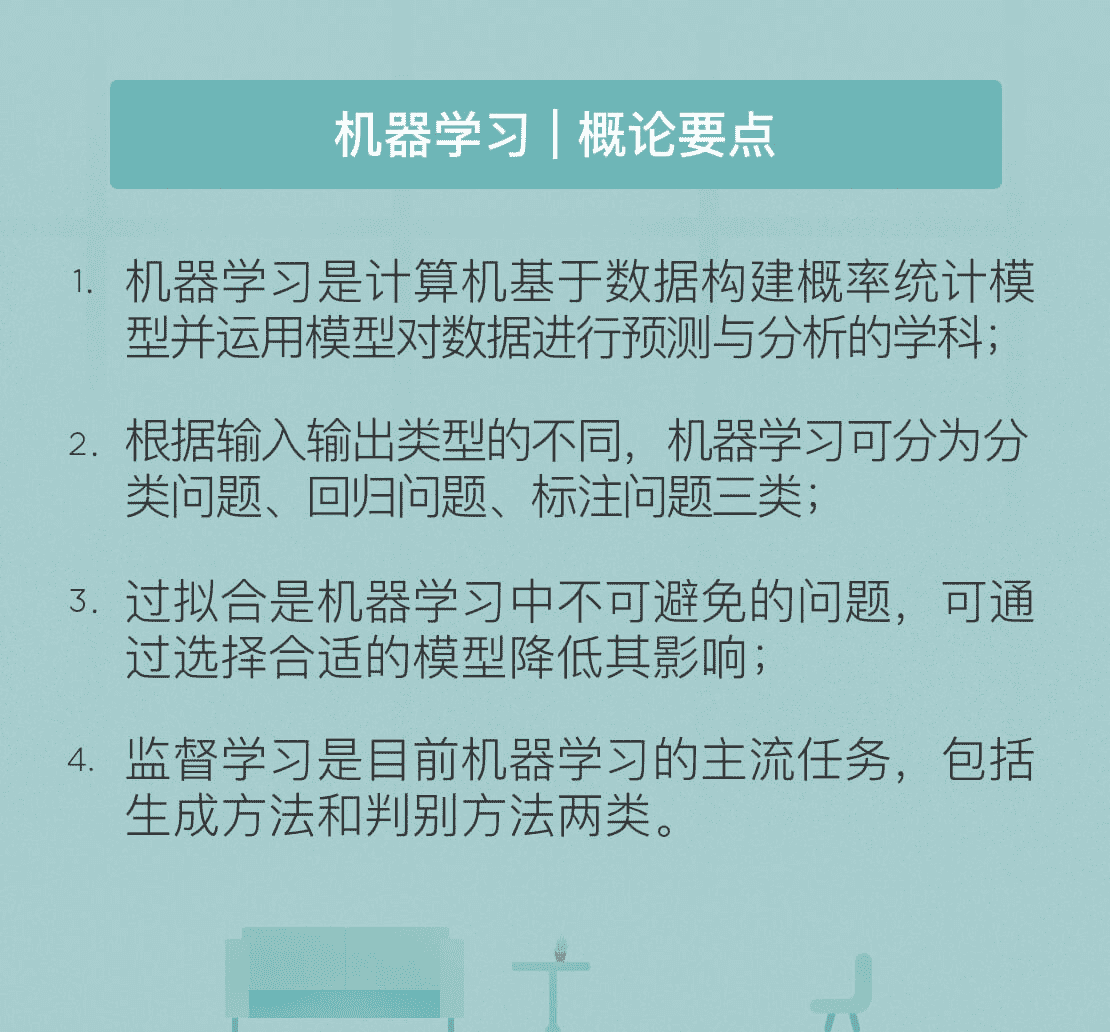 机器学习｜概论要点
1. 机器学习是计算机基于数据构建概率统计模
型并运用模型对数据进行预测与分析的学科；
2. 根据输入输出类型的不同，机器学习可分为分
类问题、回归问题、标注问题三类；
3. 过拟合是机器学习中不可避免的问题，可通
过选择合适的模型降低其影响；
4. 监督学习是目前机器学习的主流任务，包括
生成方法和判别方法两类。